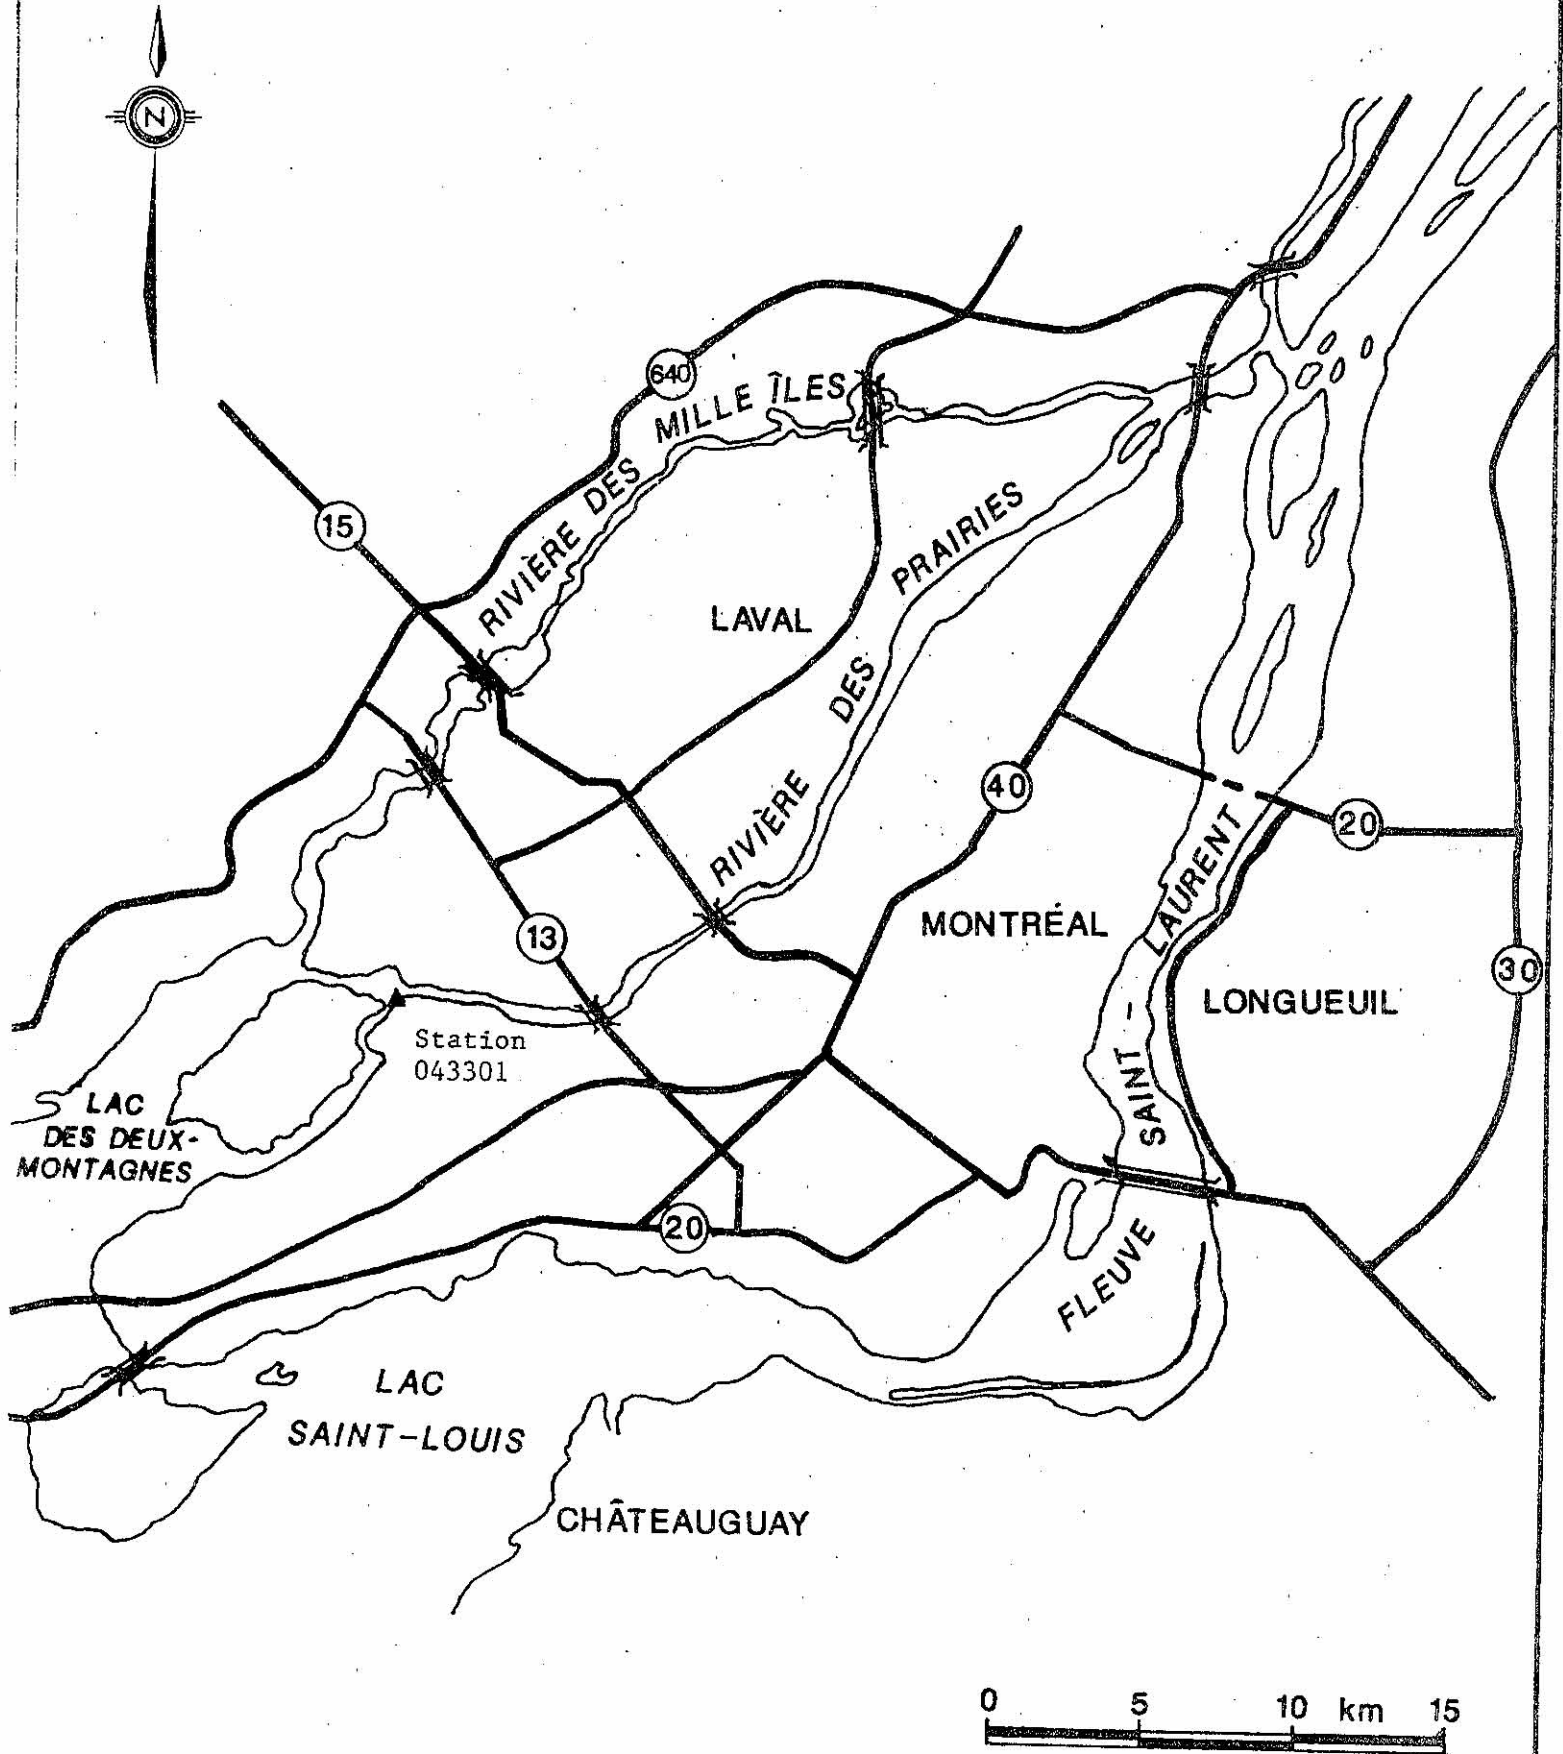 N
640
MILLE ÎLES
RIVIÈRE DES
15
PRAIRIES
LAVAL
DES
RIVIÈRE
40
20
LAURENT
MONTRÉAL
13
30
LONGUEUIL
Station
043301
SAINT-
LAC
DES DEUX-
MONTAGNES
20
FLEUVE
LAC
SAINT-LOUIS
CHÂTEAUGUAY
0 5 10 km 15